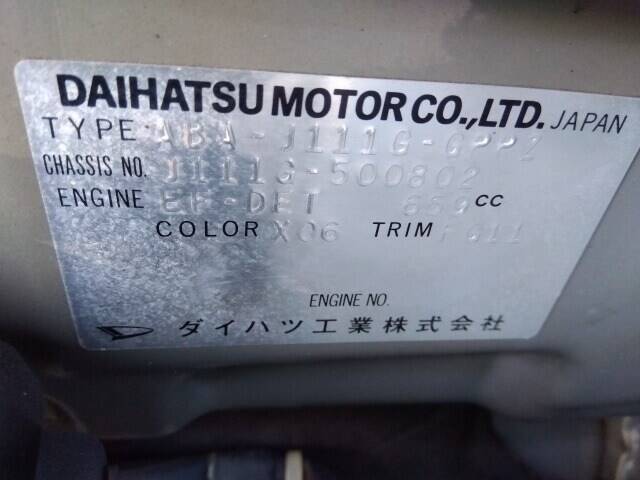 DAIHATSU MOTOR CO.,LTD. JAPAN
TYPE ABA-J111G-GPPZ
CHASSIS NO. J111G-500802
ENGINE EF-DET 659 CC
COLOR X06 TRIM FG11
ENGINE NO.
ダイハツ工業株式会社